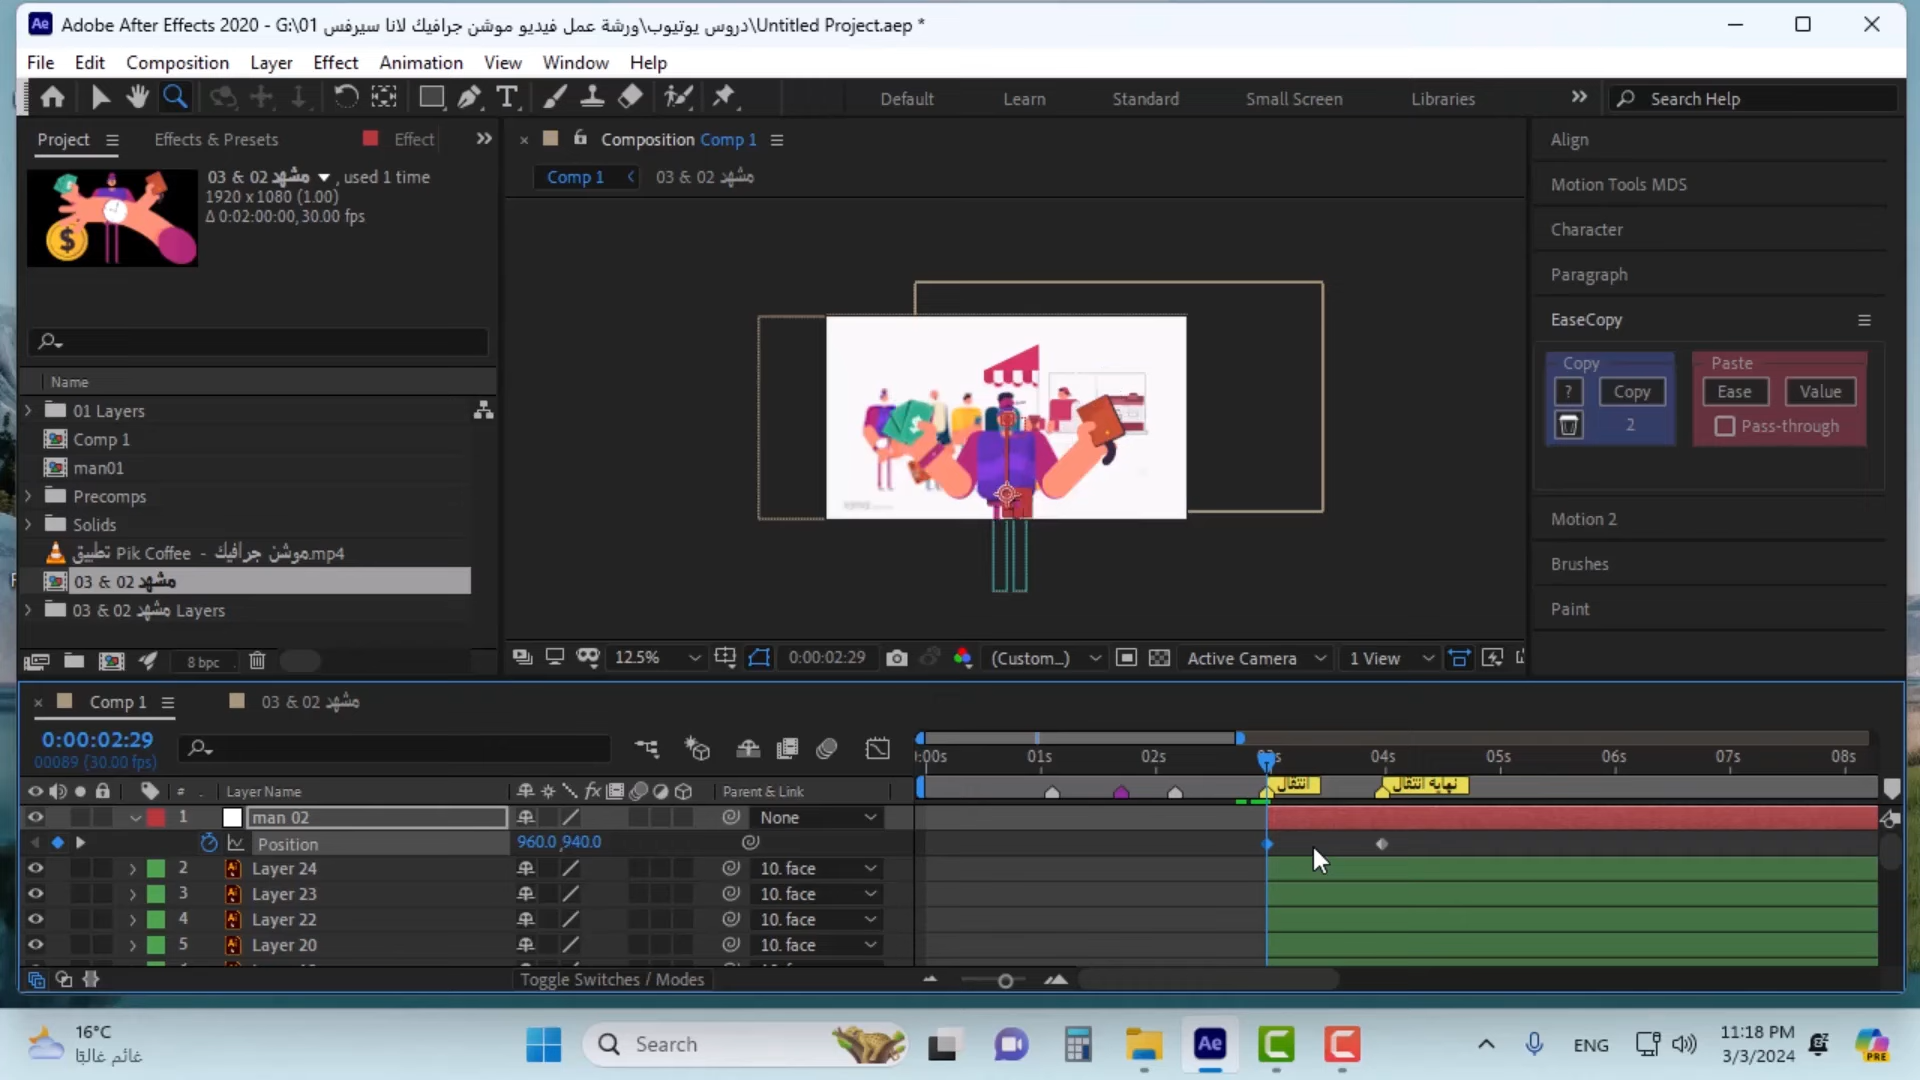 Adobe After Effects 2020 - G:\01 دروس يوتيوب\ورشة عمل فيديو موشن جرافيك لانا سيرفس\Untitled Project.aep *
File Edit Composition Layer Effect Animation View Window Help
Default Learn Standard Small Screen Libraries Search Help
Project Effects & Presets Effect
Composition Comp 1
Comp 1 مشهد 02 & 03
مشهد 02 & 03 , used 1 time
1920 x 1080 (1.00)
Δ 0:02:00:00, 30.00 fps
Name
01 Layers
Comp 1
man01
Precomps
Solids
تطبيق Pik Coffee - موشن جرافيك.mp4
مشهد 02 & 03
03 & 02 مشهد Layers
8 bpc
12.5% 0:00:02:29 (Custom...) Active Camera 1 View
Align
Motion Tools MDS
Character
Paragraph
EaseCopy
Copy Paste
? Copy Ease Value
2 Pass-through
Motion 2
Brushes
Paint
Comp 1 مشهد 02 & 03
0:00:02:29
00089 (30.00 fps)
:00s 01s 02s 03s 04s 05s 06s 07s 08s
انتقال نهاية انتقال
# . Layer Name Parent & Link
1 man 02 None
Position 960.0,940.0
2 Layer 24 10. face
3 Layer 23 10. face
4 Layer 22 10. face
5 Layer 20 10. face
Toggle Switches / Modes
16°C
غائم غالبًا
Search
Ae
ENG
11:18 PM
3/3/2024
PRE